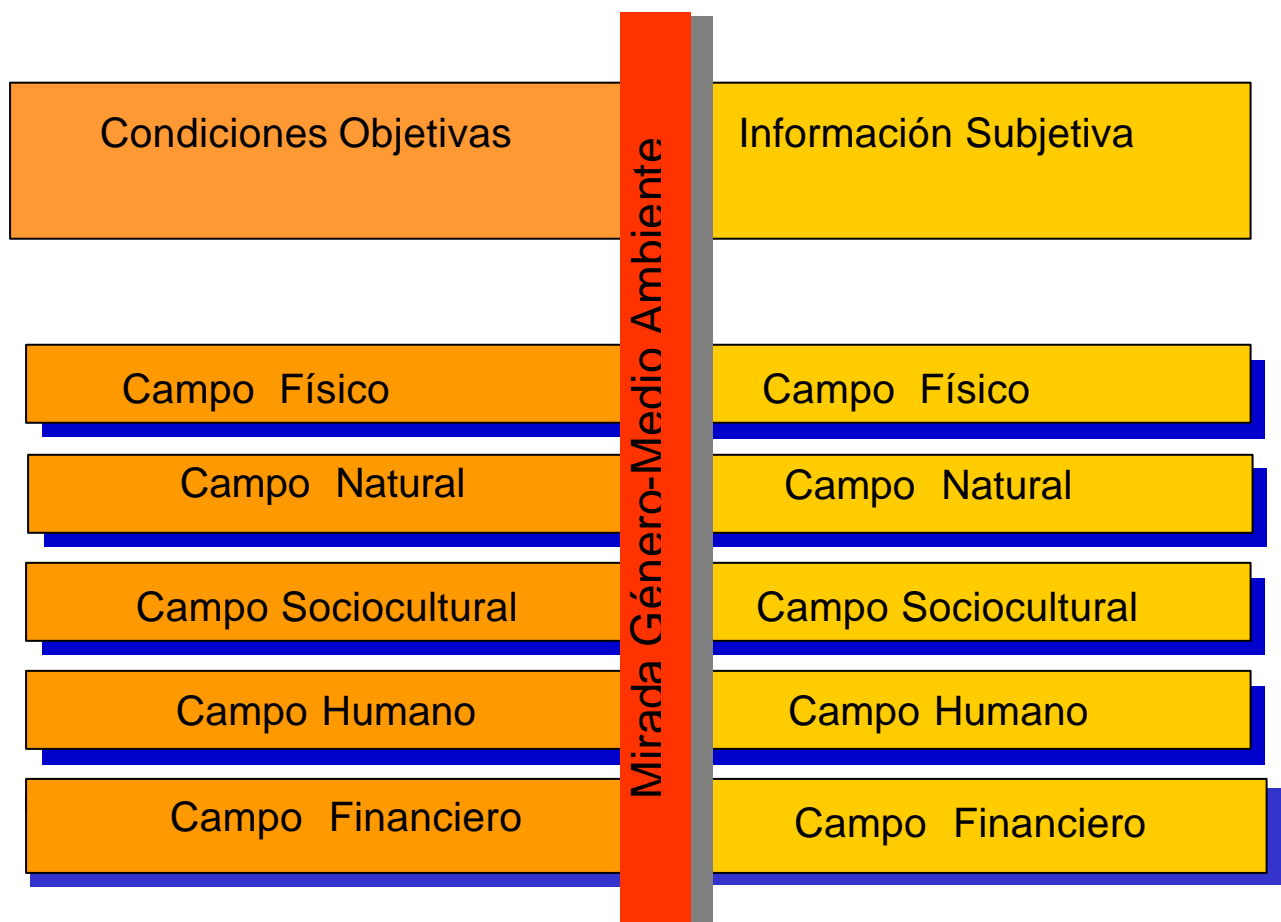 Condiciones Objetivas
Información Subjetiva
Mirada Género-Medio Ambiente
Campo Físico
Campo Físico
Campo Natural
Campo Natural
Campo Sociocultural
Campo Sociocultural
Campo Humano
Campo Humano
Campo Financiero
Campo Financiero